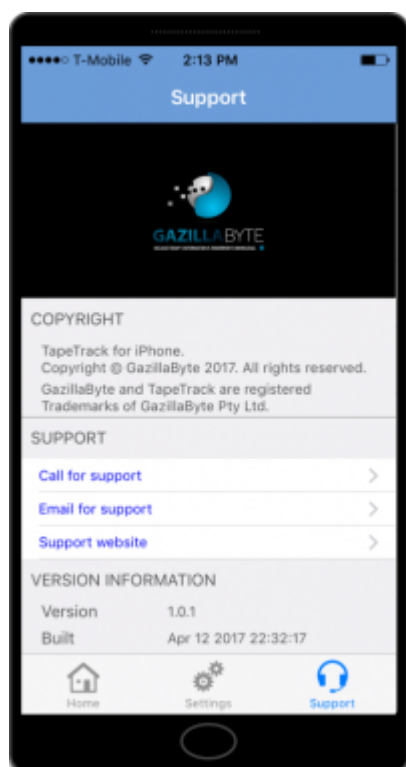 T-Mobile 2:13 PM
Support
GAZILLABYTE
COPYRIGHT
TapeTrack for iPhone.
Copyright © GazillaByte 2017. All rights reserved.
GazillaByte and TapeTrack are registered
Trademarks of GazillaByte Pty Ltd.
SUPPORT
Call for support
Email for support
Support website
VERSION INFORMATION
Version 1.0.1
Built Apr 12 2017 22:32:17
Home Settings Support